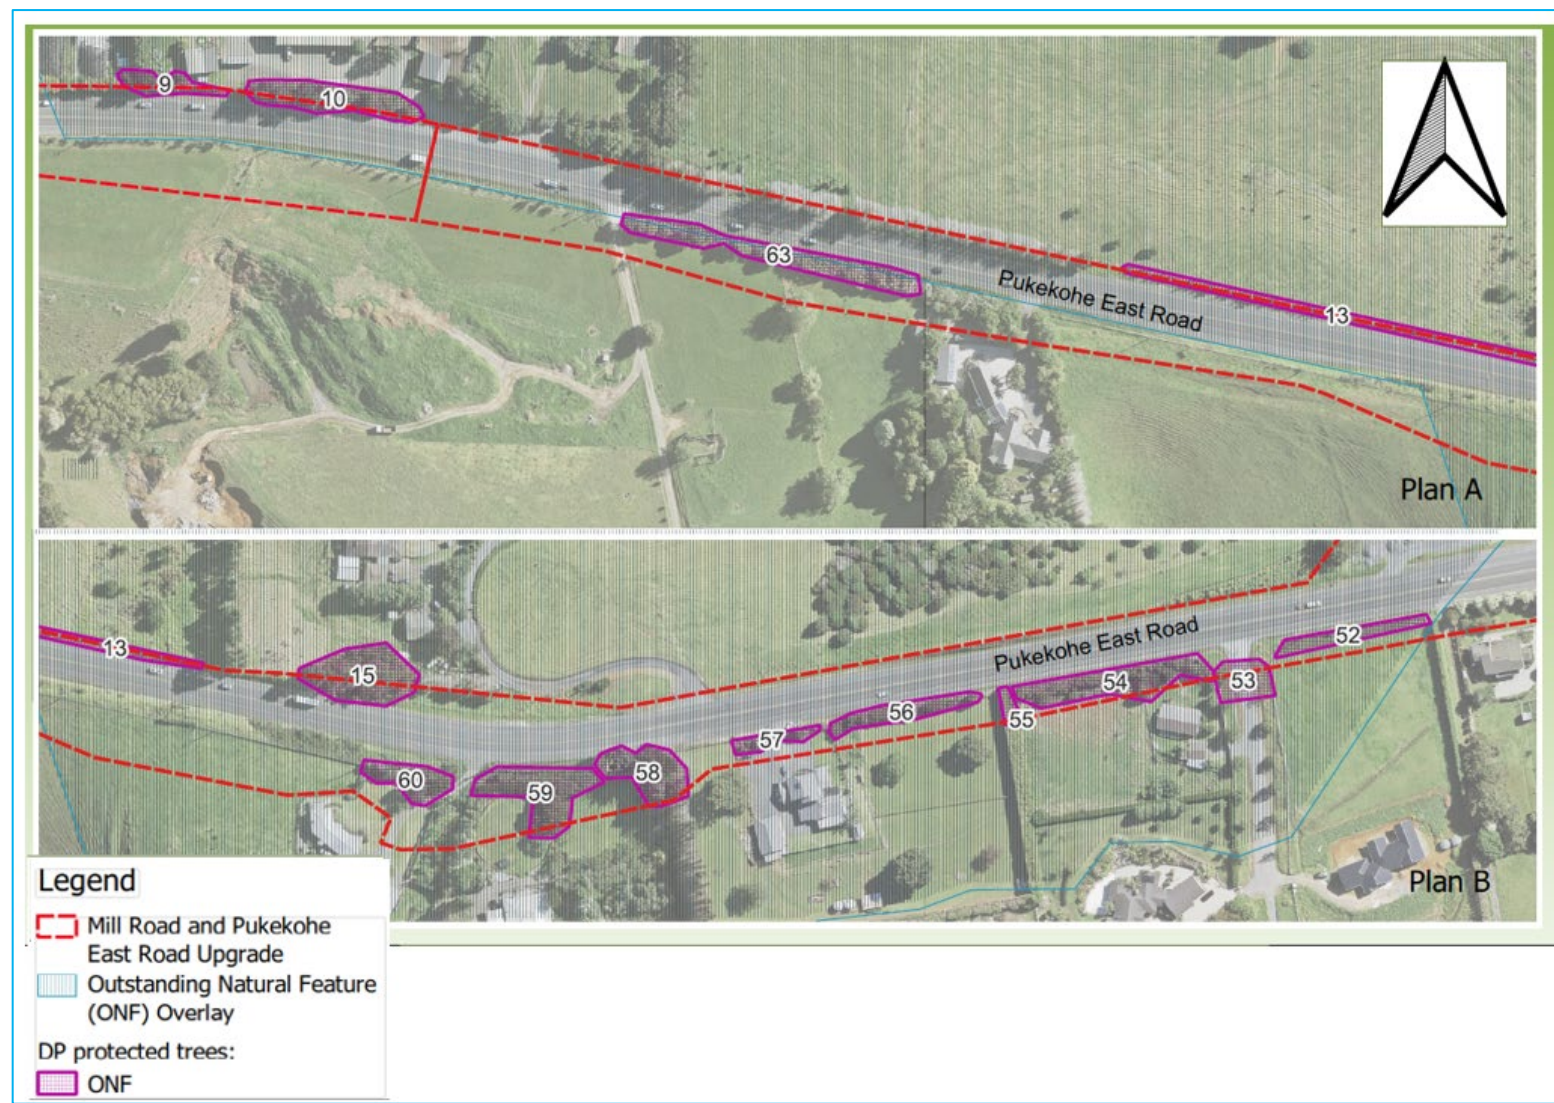 9
10
63
Pukekohe East Road
13
Plan A
13
15
Pukekohe East Road
52
53
54
55
56
57
58
59
60
Plan B
Legend
Mill Road and Pukekohe
East Road Upgrade
Outstanding Natural Feature
(ONF) Overlay
DP protected trees:
ONF